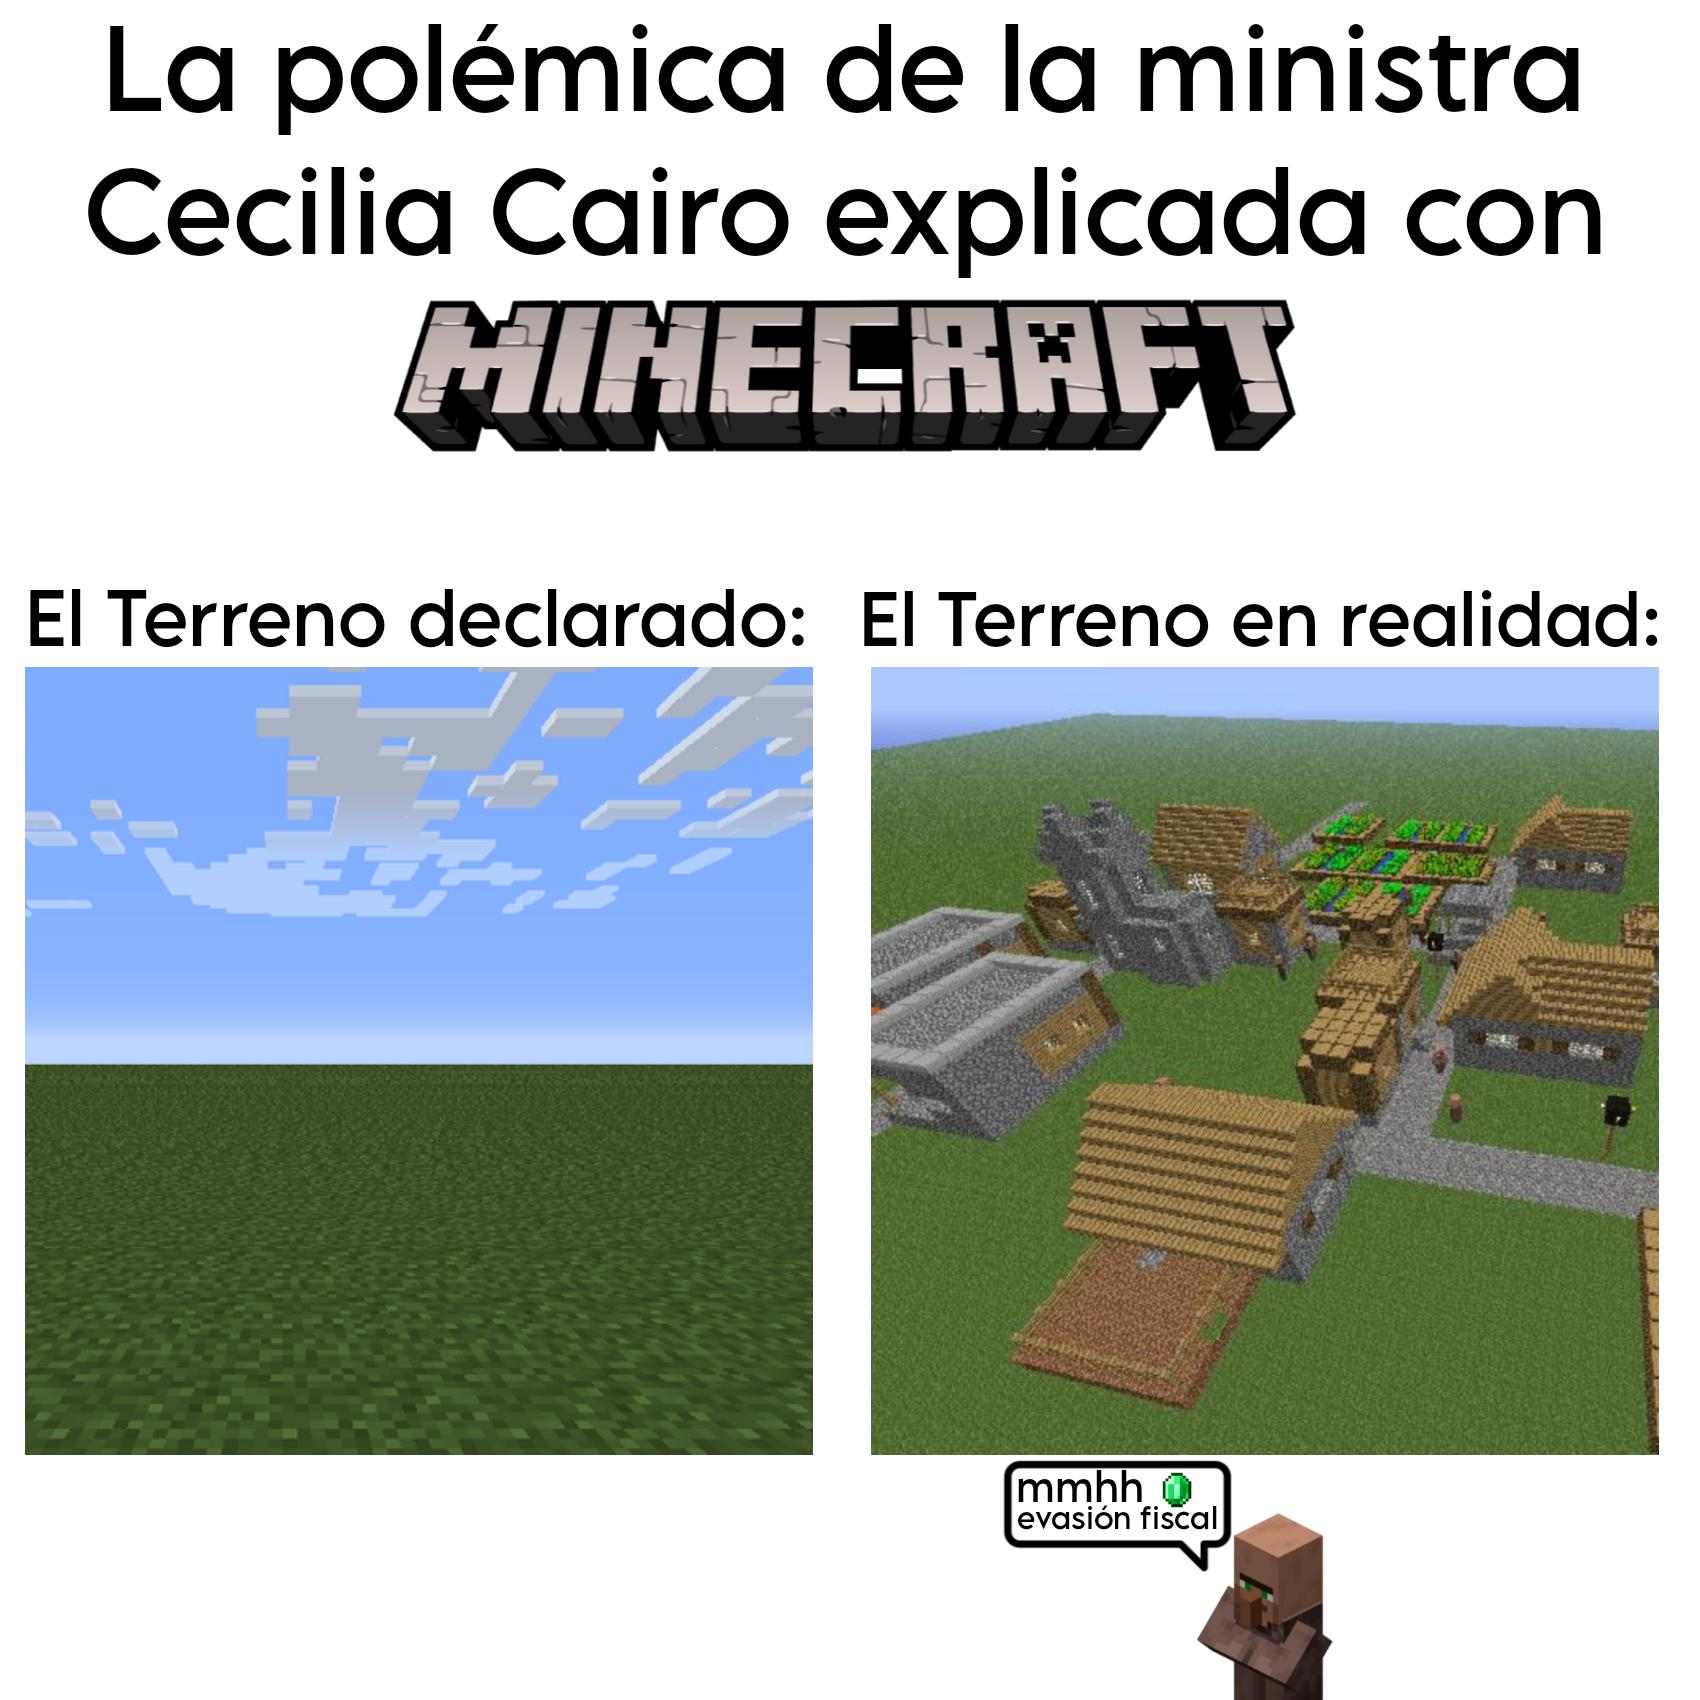 La polémica de la ministra
Cecilia Cairo explicada con
MINECRAFT
El Terreno declarado:
El Terreno en realidad:
mmhh
evasión fiscal